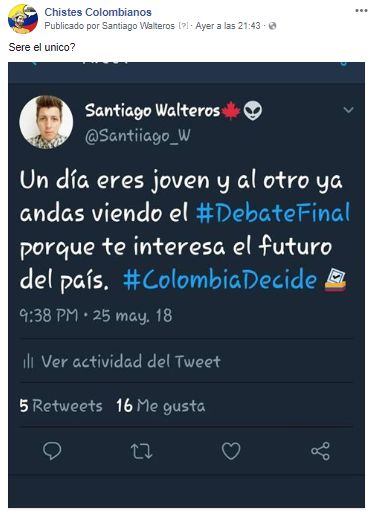 Chistes Colombianos
Publicado por Santiago Walteros [?] · Ayer a las 21:43 ·
Sere el unico?
Santiago Walteros🍁👽
@Santiiago_W
Un día eres joven y al otro ya
andas viendo el #DebateFinal
porque te interesa el futuro
del país. #ColombiaDecide 🗳️
9:38 PM · 25 may. 18
Ver actividad del Tweet
5 Retweets 16 Me gusta